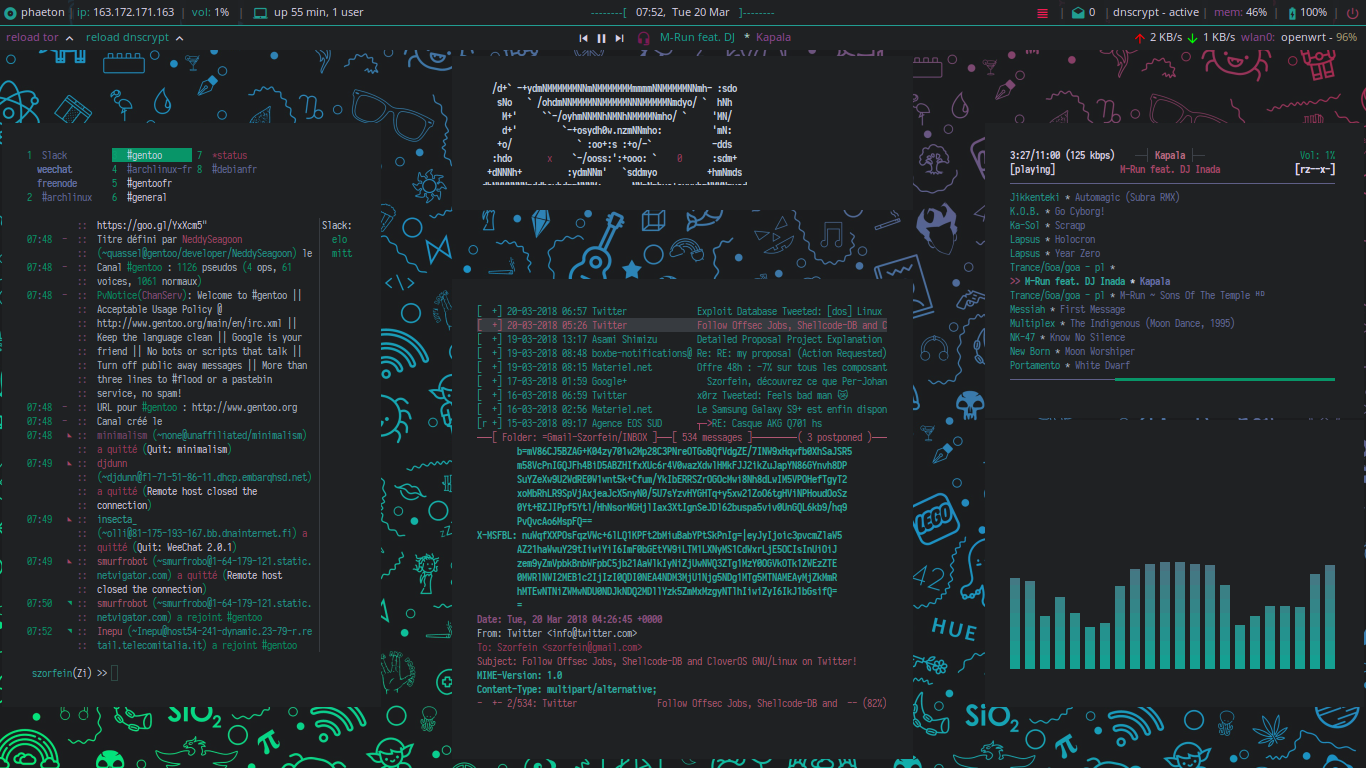 phaeton | ip: 163.172.171.163 | vol: 1% | up 55 min, 1 user
--------[ 07:52, Tue 20 Mar ]--------
0 | dnscrypt - active | mem: 46% | 100% |
reload tor reload dnscrypt
M-Run feat. DJ * Kapala
2 KB/s 1 KB/s wlan0: openwrt - 96%
1 Slack #gentoo 7 *status
weechat 4 #archlinux-fr 8 #debianfr
freenode 5 #gentoofr
2 #archlinux 6 #general
:: https://goo.gl/YxXcm5"
07:48 - :: Titre défini par NeddySeagoon
:: (~quassel@gentoo/developer/NeddySeagoon) le
07:48 - :: Canal #gentoo : 1126 pseudos (4 ops, 61
:: voices, 1061 normaux)
07:48 - :: PvNotice(ChanServ): Welcome to #gentoo ||
:: Acceptable Usage Policy @
:: http://www.gentoo.org/main/en/irc.xml ||
:: Keep the language clean || Google is your
:: friend || No bots or scripts that talk ||
:: Turn off public away messages || More than
:: three lines to #flood or a pastebin
:: service, no spam!
07:48 - :: URL pour #gentoo : http://www.gentoo.org
07:48 - :: Canal créé le
07:48 :: minimalism (~none@unaffiliated/minimalism)
:: a quitté (Quit: minimalism)
07:49 :: djdunn
:: (~djdunn@fl-71-51-86-11.dhcp.embarqhsd.net)
:: a quitté (Remote host closed the
:: connection)
07:49 :: insecta_
:: (~olli@81-175-193-167.bb.dnainternet.fi) a
:: quitté (Quit: WeeChat 2.0.1)
07:49 :: smurfrobot (~smurfrobo@1-64-179-121.static.
:: netvigator.com) a quitté (Remote host
:: closed the connection)
07:50 :: smurfrobot (~smurfrobo@1-64-179-121.static.
:: netvigator.com) a rejoint #gentoo
07:52 :: Inepu (~Inepu@host54-241-dynamic.23-79-r.re
:: tail.telecomitalia.it) a rejoint #gentoo
szorfein(Zi) >>
Slack:
elo
mitt
[ +] 20-03-2018 06:57 Twitter Exploit Database Tweeted: [dos] Linux
[ +] 20-03-2018 05:26 Twitter Follow Offsec Jobs, Shellcode-DB and C
[ +] 19-03-2018 13:17 Asami Shimizu Detailed Proposal Project Explanation
[ +] 19-03-2018 08:48 boxbe-notifications@ Re: RE: my proposal (Action Requested)
[ +] 19-03-2018 08:15 Materiel.net Offre 48h : -7% sur tous les composant
[ +] 17-03-2018 01:59 Google+ Szorfein, découvrez ce que Per-Johan
[ +] 16-03-2018 06:59 Twitter x0rz Tweeted: Feels bad man
[ +] 16-03-2018 02:56 Materiel.net Le Samsung Galaxy S9+ est enfin dispon
[r +] 15-03-2018 09:17 Agence EOS SUD ┬─>RE: Casque AKG Q701 hs
──[ Folder: =Gmail-Szorfein/INBOX ]──[ 534 messages ]────────( 3 postponed )──
PvQvcAo6MspFQ==
X-MSFBL:
=
Date: Tue, 20 Mar 2018 04:26:45 +0000
From: Twitter <info@twitter.com>
To: Szorfein <szorfein@gmail.com>
Subject: Follow Offsec Jobs, Shellcode-DB and CloverOS GNU/Linux on Twitter!
MIME-Version: 1.0
Content-Type: multipart/alternative;
- +- 2/534: Twitter Follow Offsec Jobs, Shellcode-DB and -- (82%)
3:27/11:00 (125 kbps) ─┤ Kapala ├─ Vol: 1%
[playing] M-Run feat. DJ Inada [rz--x-]
Jikkenteki * Automagic (Subra RMX)
K.O.B. * Go Cyborg!
Ka-Sol * Scraqp
Lapsus * Holocron
Lapsus * Year Zero
Trance/Goa/goa - pl *
>> M-Run feat. DJ Inada * Kapala
Trance/Goa/goa - pl * M-Run ~ Sons Of The Temple ᴴᴰ
Messiah * First Message
Multiplex * The Indigenous (Moon Dance, 1995)
NK-47 * Know No Silence
New Born * Moon Worshiper
Portamento * White Dwarf
LEGO
42
HUE
SiO2
π
SiO2
π